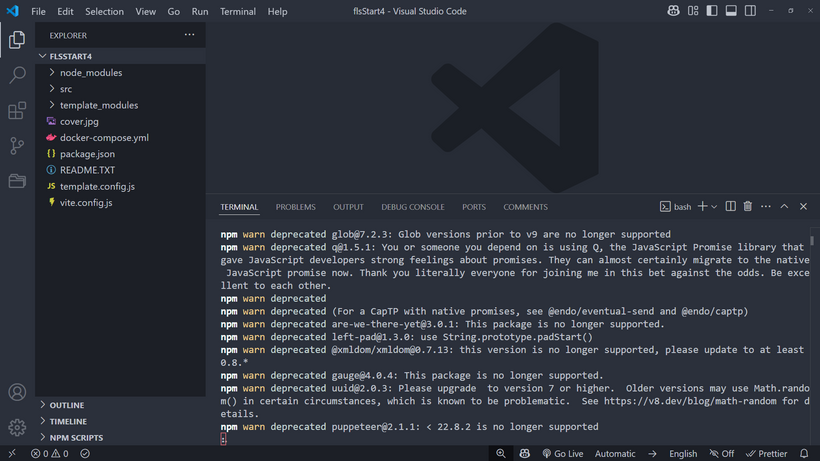 File Edit Selection View Go Run Terminal Help
flsStart4 - Visual Studio Code
EXPLORER
FLSSTART4
node_modules
src
template_modules
cover.jpg
docker-compose.yml
{} package.json
README.TXT
JS template.config.js
vite.config.js
OUTLINE
TIMELINE
NPM SCRIPTS
TERMINAL PROBLEMS OUTPUT DEBUG CONSOLE PORTS COMMENTS
bash
npm warn deprecated glob@7.2.3: Glob versions prior to v9 are no longer supported
npm warn deprecated q@1.5.1: You or someone you depend on is using Q, the JavaScript Promise library that
gave JavaScript developers strong feelings about promises. They can almost certainly migrate to the native
JavaScript promise now. Thank you literally everyone for joining me in this bet against the odds. Be exce
llent to each other.
npm warn deprecated
npm warn deprecated (For a CapTP with native promises, see @endo/eventual-send and @endo/captp)
npm warn deprecated are-we-there-yet@3.0.1: This package is no longer supported.
npm warn deprecated left-pad@1.3.0: use String.prototype.padStart()
npm warn deprecated @xmldom/xmldom@0.7.13: this version is no longer supported, please update to at least
0.8.*
npm warn deprecated gauge@4.0.4: This package is no longer supported.
npm warn deprecated uuid@2.0.3: Please upgrade  to version 7 or higher.  Older versions may use Math.rando
m() in certain circumstances, which is known to be problematic.  See https://v8.dev/blog/math-random for d
etails.
npm warn deprecated puppeteer@2.1.1: < 22.8.2 is no longer supported
0 0 Go Live Automatic English Off Prettier